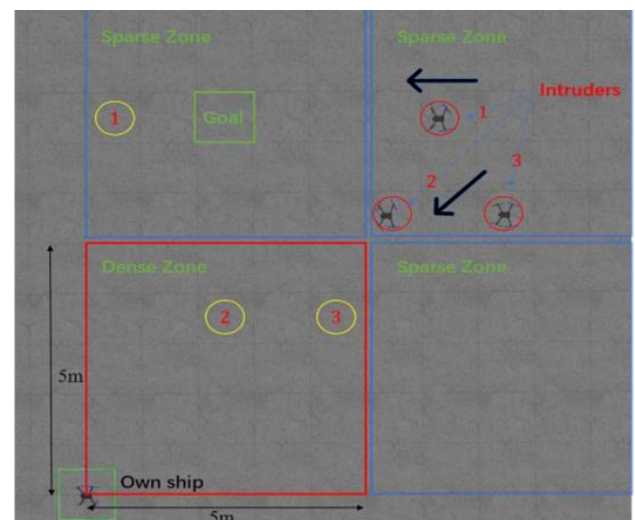 Sparse Zone
Sparse Zone
Intruders
1
Goal
1
3
2
Dense Zone
Sparse Zone
2
3
5m
Own ship
5m